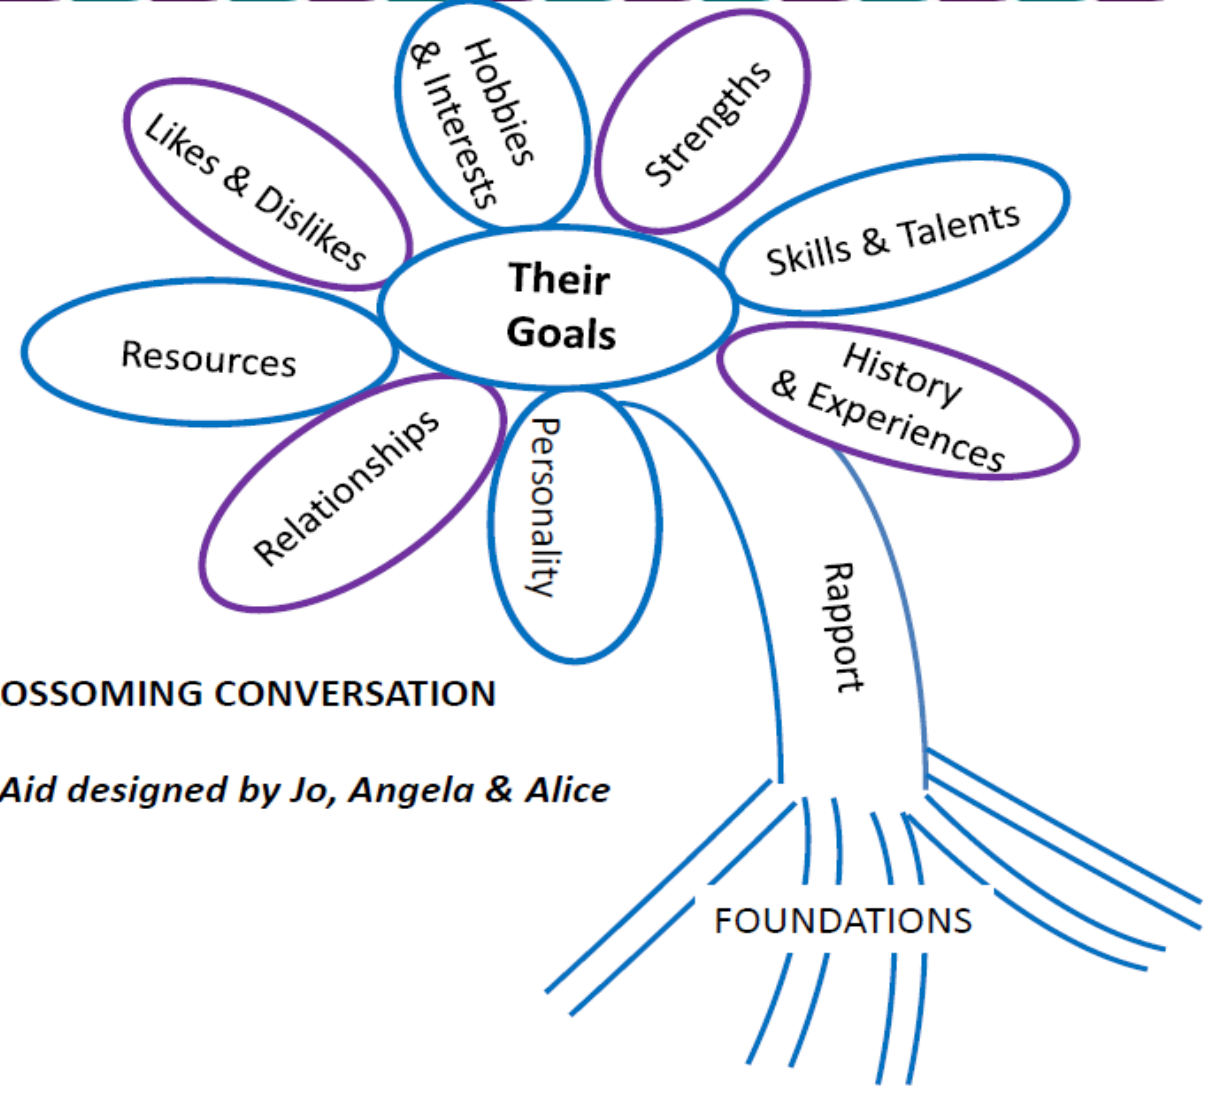 Hobbies
& Interests
Strengths
Likes & Dislikes
Skills & Talents
Their
Goals
Resources
History
& Experiences
Relationships
Personality
Rapport
OSSOMING CONVERSATION
Aid designed by Jo, Angela & Alice
FOUNDATIONS